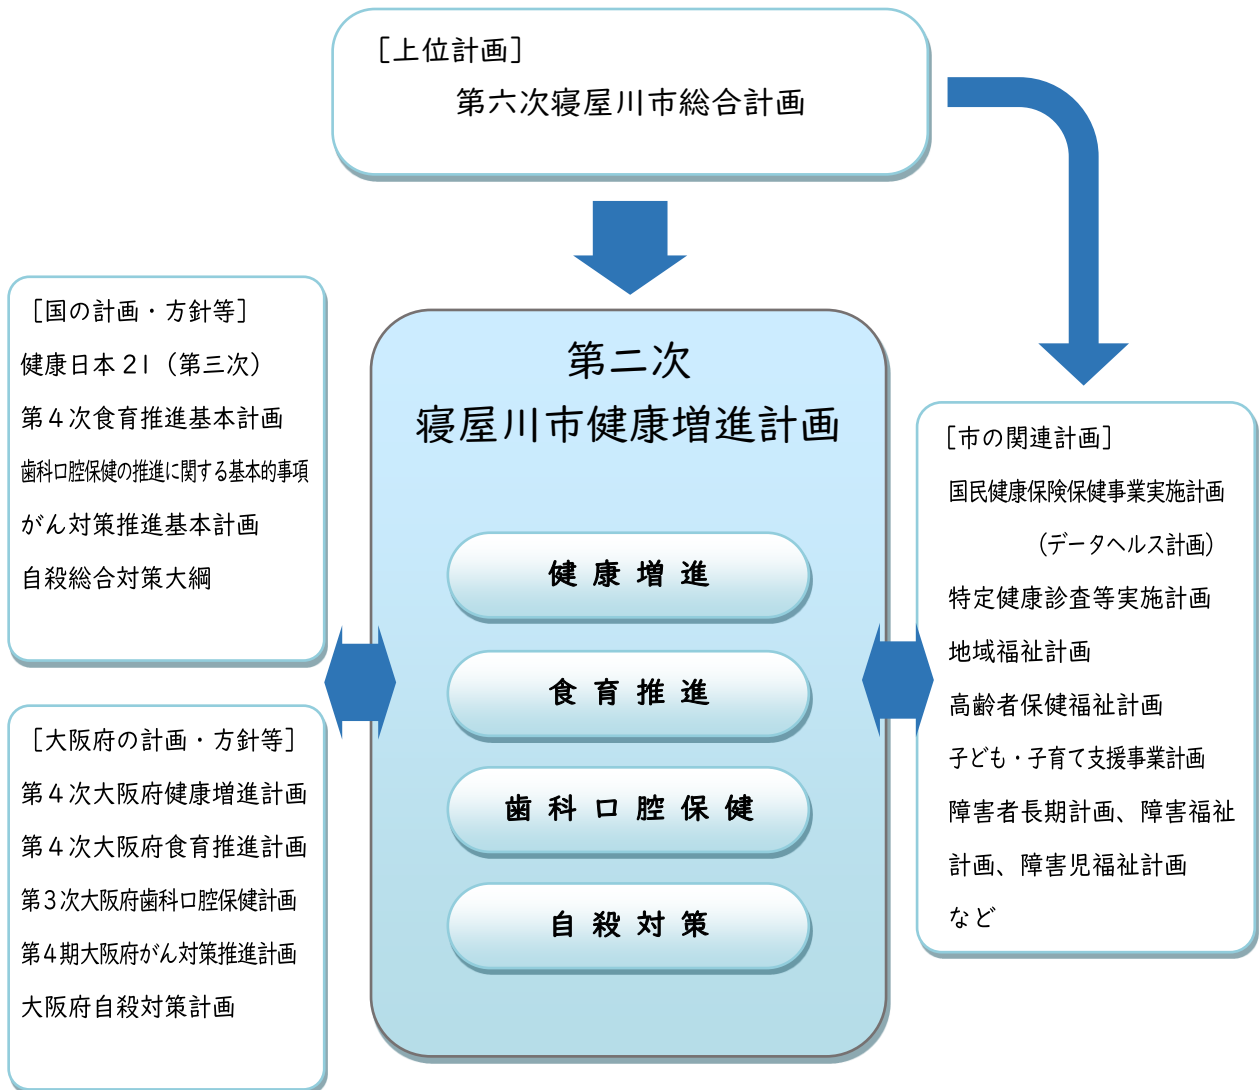 ［上位計画］
第六次寝屋川市総合計画
［国の計画・方針等］
健康日本21（第三次）
第４次食育推進基本計画
歯科口腔保健の推進に関する基本的事項
がん対策推進基本計画
自殺総合対策大綱
［大阪府の計画・方針等］
第４次大阪府健康増進計画
第４次大阪府食育推進計画
第３次大阪府歯科口腔保健計画
第４期大阪府がん対策推進計画
大阪府自殺対策計画
第二次
寝屋川市健康増進計画
健康増進
食育推進
歯科口腔保健
自殺対策
［市の関連計画］
国民健康保険保健事業実施計画
（データヘルス計画）
特定健康診査等実施計画
地域福祉計画
高齢者保健福祉計画
子ども・子育て支援事業計画
障害者長期計画、障害福祉
計画、障害児福祉計画
など